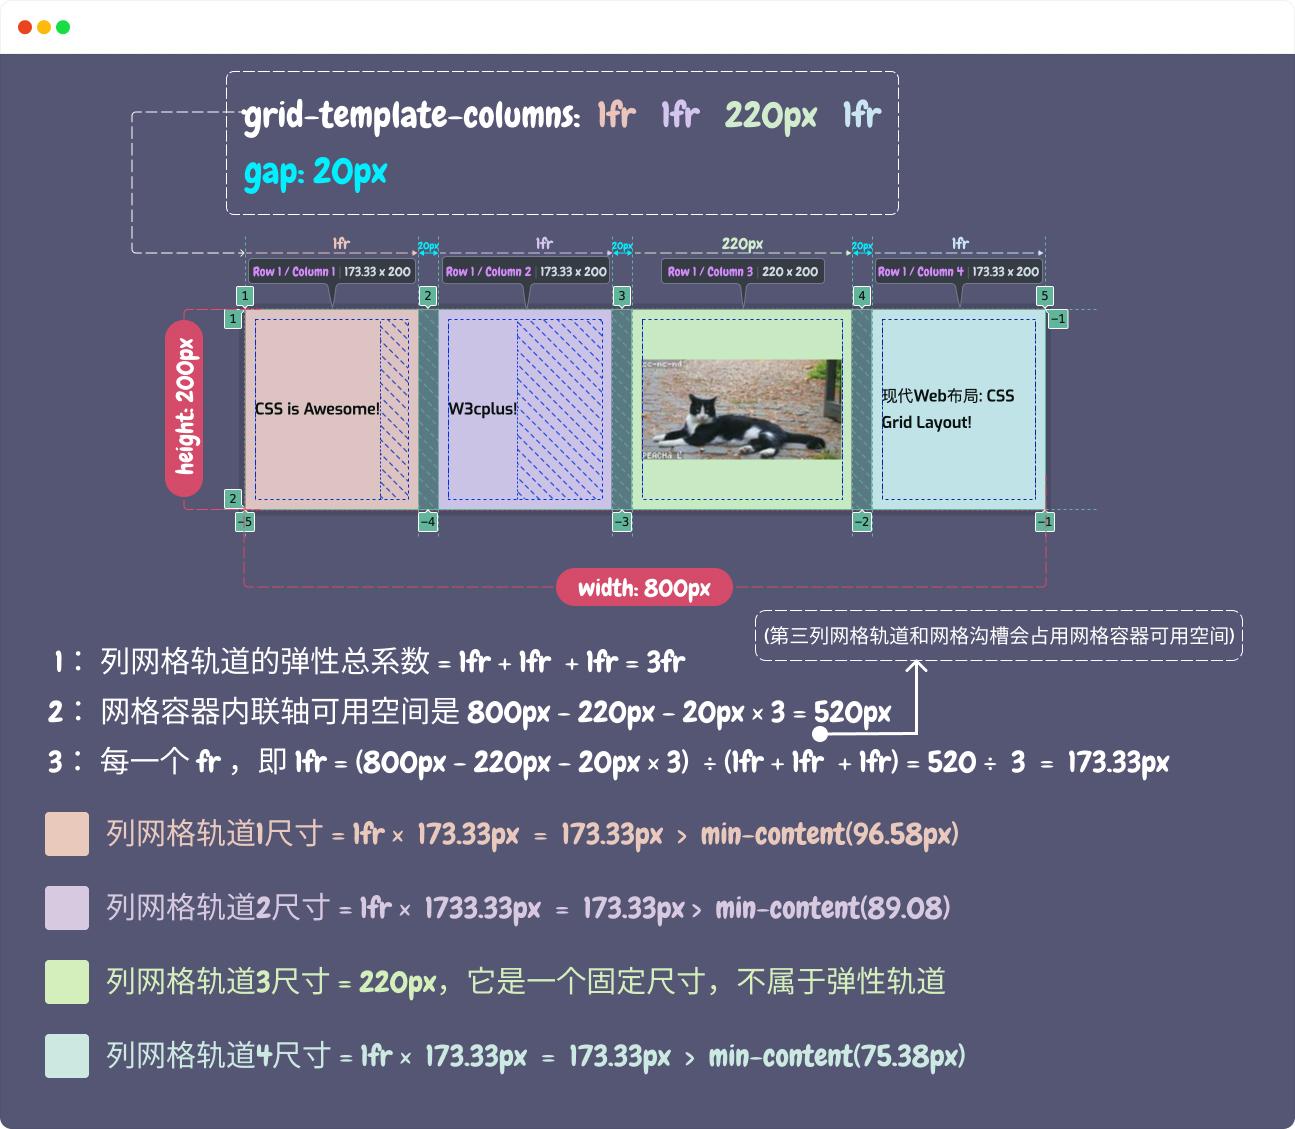 grid-template-columns: 1fr 1fr 220px 1fr
gap: 20px
1fr 20px 1fr 20px 220px 20px 1fr
Row 1 / Column 1 | 173.33 x 200 Row 1 / Column 2 | 173.33 x 200 Row 1 / Column 3 | 220 x 200 Row 1 / Column 4 | 173.33 x 200
1 2 3 4 5
1 -1
height: 200px
cc-nc-nd
CSS is Awesome! W3cplus! 现代Web布局: CSS
Grid Layout!
PEACHa L
2
-5 -4 -3 -2 -1
width: 800px
(第三列网格轨道和网格沟槽会占用网格容器可用空间)
1： 列网格轨道的弹性总系数 = 1fr + 1fr + 1fr = 3fr
2： 网格容器内联轴可用空间是 800px - 220px - 20px × 3 = 520px
3： 每一个 fr ，即 1fr = (800px - 220px - 20px × 3) ÷ (1fr + 1fr + 1fr) = 520 ÷ 3 = 173.33px
列网格轨道1尺寸 = 1fr × 173.33px = 173.33px > min-content(96.58px)
列网格轨道2尺寸 = 1fr × 1733.33px = 173.33px > min-content(89.08)
列网格轨道3尺寸 = 220px，它是一个固定尺寸，不属于弹性轨道
列网格轨道4尺寸 = 1fr × 173.33px = 173.33px > min-content(75.38px)